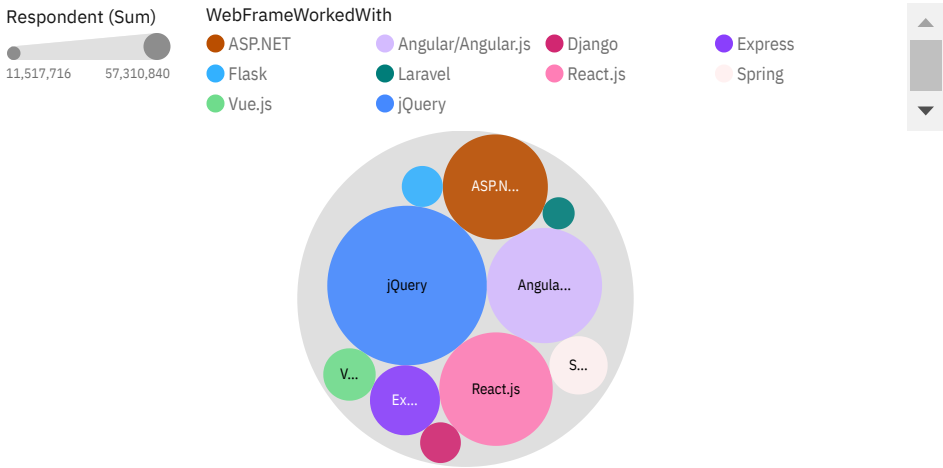 Respondent (Sum)
11,517,716 57,310,840
WebFrameWorkedWith
ASP.NET Angular/Angular.js Django Express
Flask Laravel React.js Spring
Vue.js jQuery
ASP.N...
jQuery
Angula...
S...
V...
React.js
Ex...